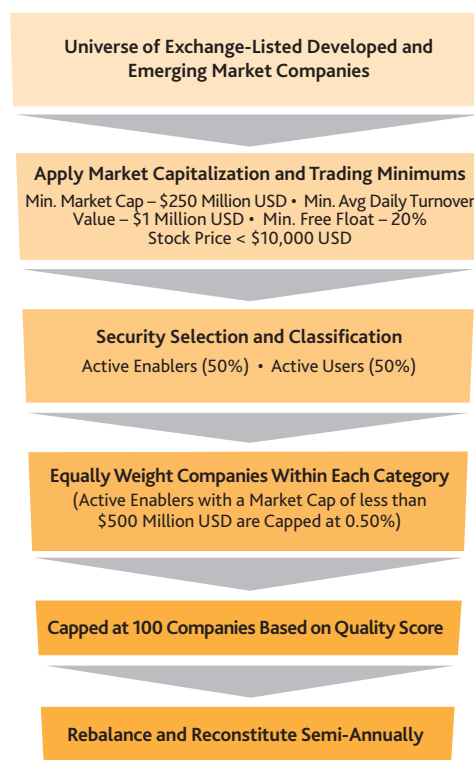 Universe of Exchange-Listed Developed and
Emerging Market Companies
Apply Market Capitalization and Trading Minimums
Min. Market Cap – $250 Million USD • Min. Avg Daily Turnover
Value – $1 Million USD • Min. Free Float – 20%
Stock Price < $10,000 USD
Security Selection and Classification
Active Enablers (50%) • Active Users (50%)
Equally Weight Companies Within Each Category
(Active Enablers with a Market Cap of less than
$500 Million USD are Capped at 0.50%)
Capped at 100 Companies Based on Quality Score
Rebalance and Reconstitute Semi-Annually